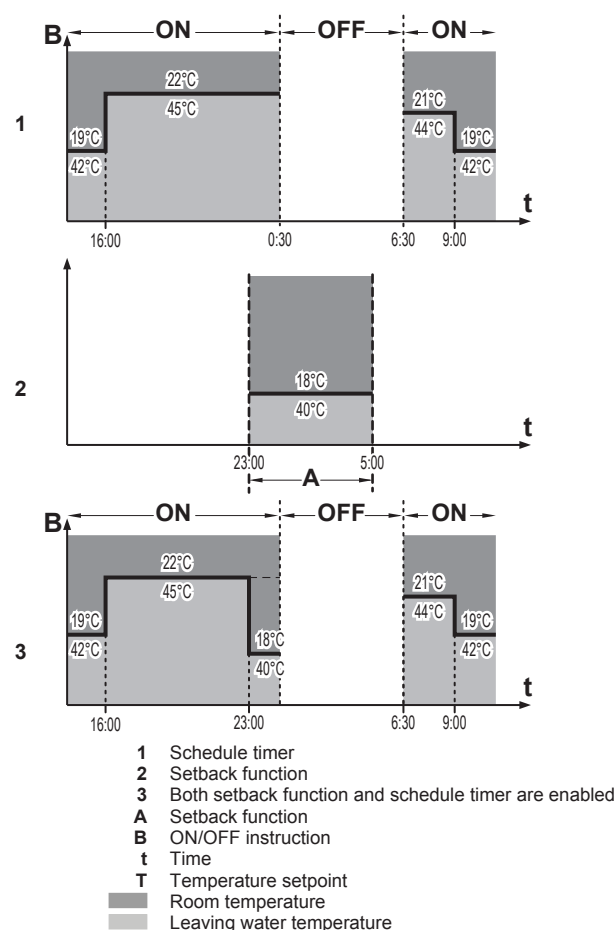 B ON OFF ON
22°C
45°C
21°C
44°C
1
19°C
42°C
19°C
42°C
t
16:00 0:30 6:30 9:00
18°C
40°C
2
t
23:00 5:00
A
B ON OFF ON
22°C
45°C
21°C
44°C
19°C
42°C
18°C
40°C
19°C
42°C
3
t
16:00 23:00 6:30 9:00
1 Schedule timer
2 Setback function
3 Both setback function and schedule timer are enabled
A Setback function
B ON/OFF instruction
t Time
T Temperature setpoint
Room temperature
Leaving water temperature